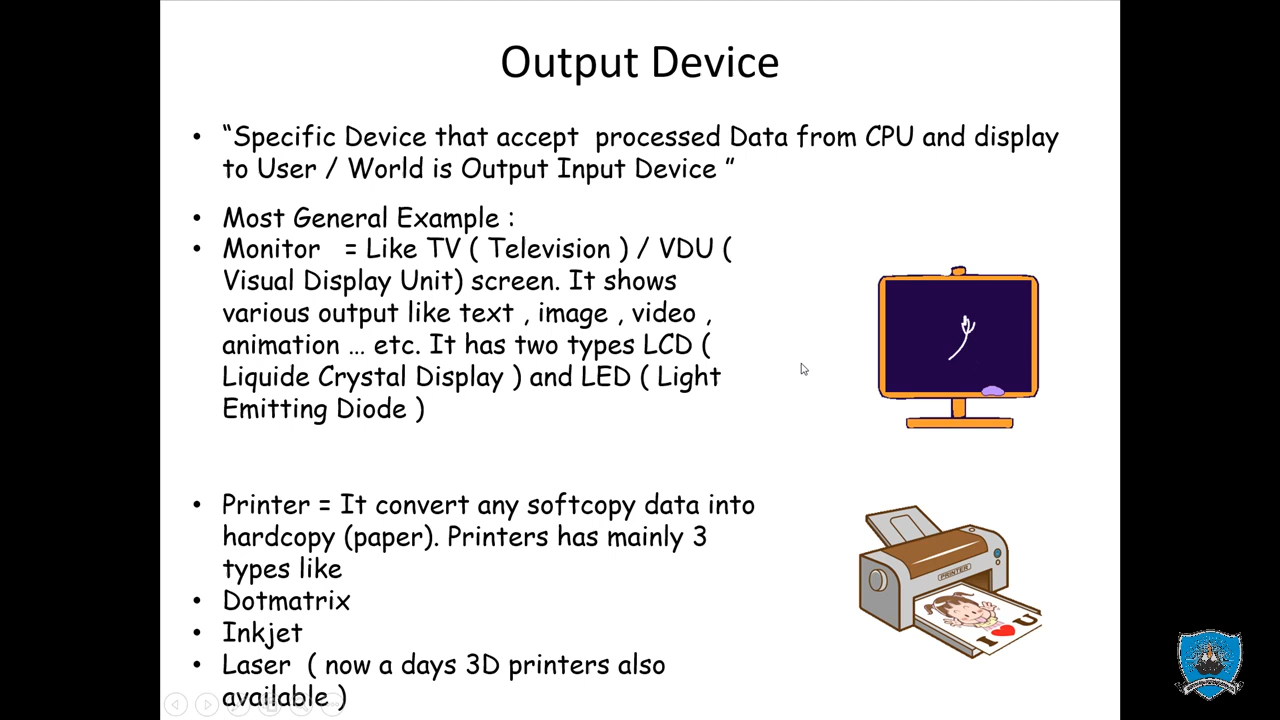 Output Device
• “Specific Device that accept processed Data from CPU and display
to User / World is Output Input Device ”
• Most General Example :
• Monitor = Like TV ( Television ) / VDU (
Visual Display Unit) screen. It shows
various output like text , image , video ,
animation … etc. It has two types LCD (
Liquide Crystal Display ) and LED ( Light
Emitting Diode )
• Printer = It convert any softcopy data into
hardcopy (paper). Printers has mainly 3
types like
• Dotmatrix
• Inkjet
• Laser ( now a days 3D printers also
available )
PRINTER
I U